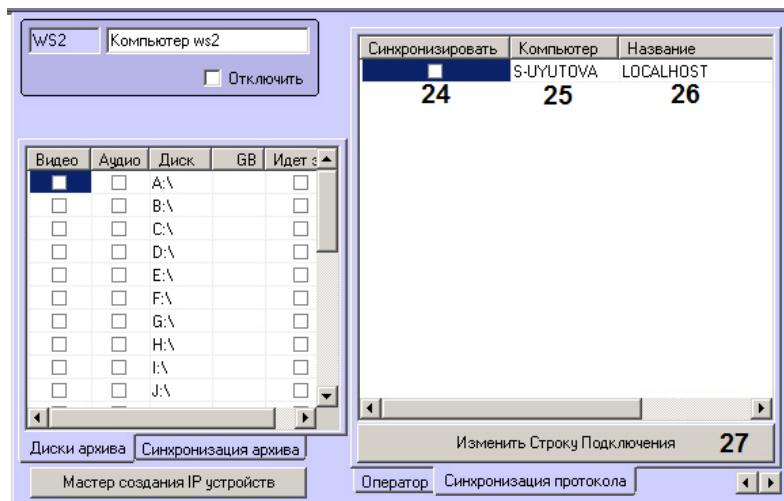 WS2 Компьютер ws2
Отключить
Видео Аудио Диск GB Идет з
A:\
B:\
C:\
D:\
E:\
F:\
G:\
H:\
I:\
J:\
Диски архива Синхронизация архива
Мастер создания IP устройств
Синхронизировать Компьютер Название
S-UYUTOVA LOCALHOST
24 25 26
Изменить Строку Подключения 27
Оператор Синхронизация протокола